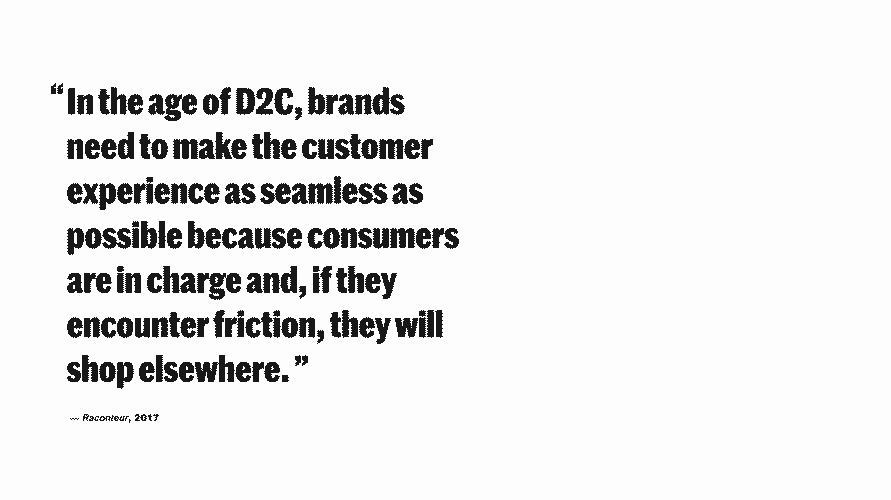 “In the age of D2C, brands
need to make the customer
experience as seamless as
possible because consumers
are in charge and, if they
encounter friction, they will
shop elsewhere. ”
— Raconteur, 2017